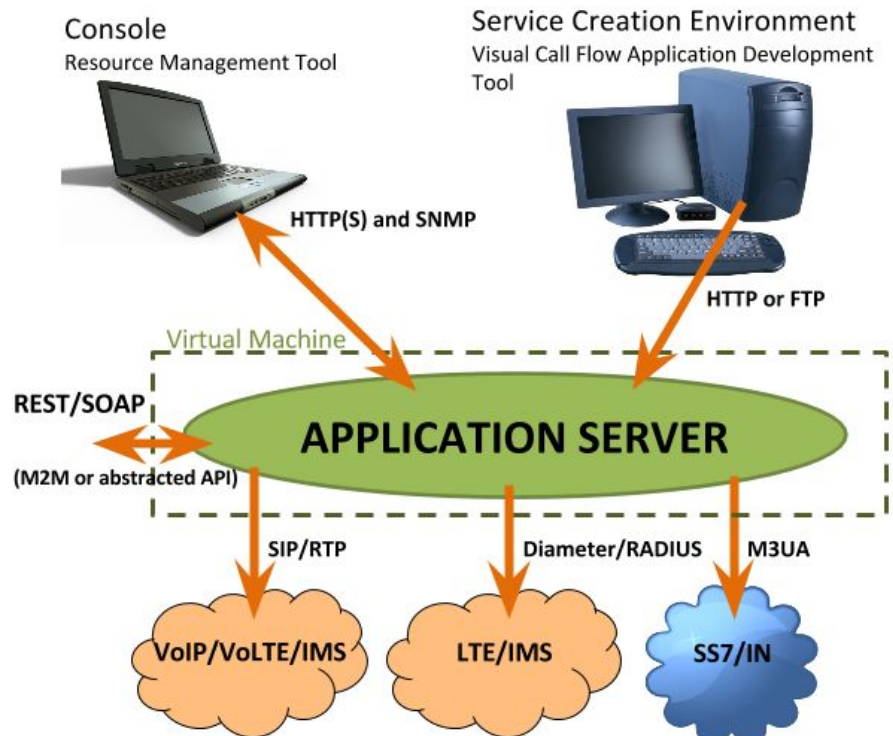 Console
Resource Management Tool
Service Creation Environment
Visual Call Flow Application Development
Tool
HTTP(S) and SNMP
HTTP or FTP
Virtual Machine
REST/SOAP
APPLICATION SERVER
(M2M or abstracted API)
SIP/RTP
Diameter/RADIUS
M3UA
VoIP/VoLTE/IMS
LTE/IMS
SS7/IN